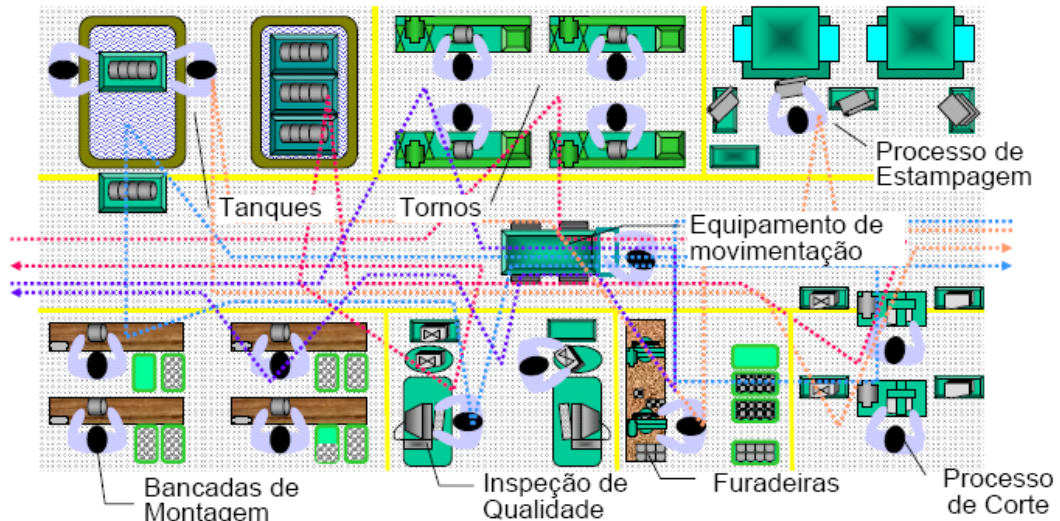 Processo de
Estampagem
Tanques
Tornos
Equipamento de
movimentação
Bancadas de
Montagem
Inspeção de
Qualidade
Furadeiras
Processo
de Corte